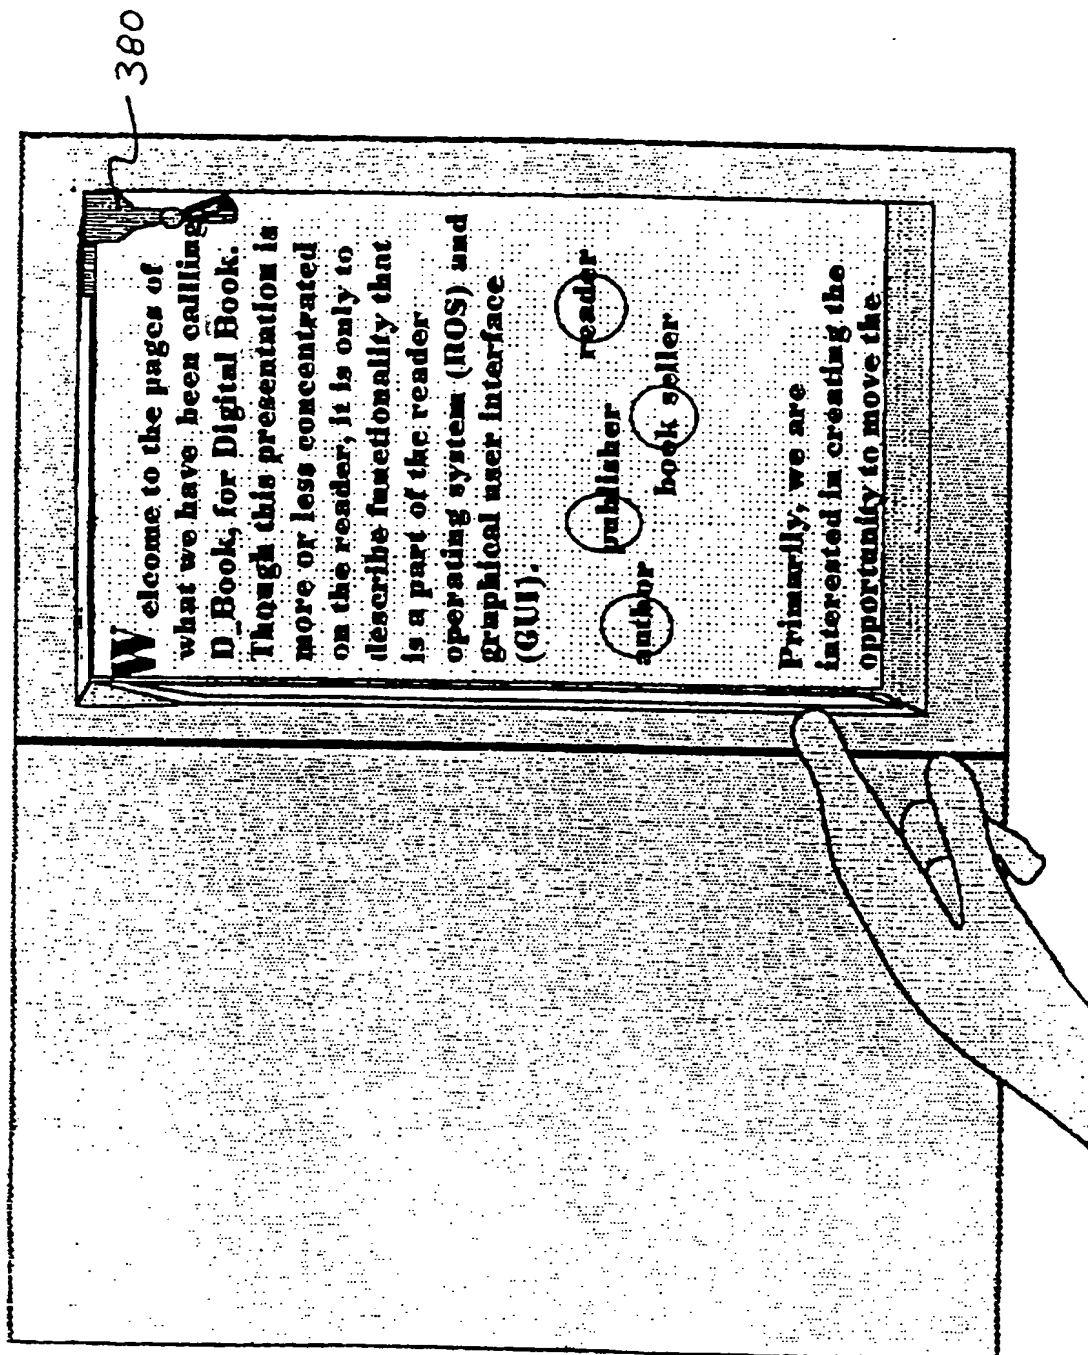 380
Welcome to the pages of
what we have been callling
D_Book, for Digital Book.
Though this presentation is
more or less concentrated
on the reader, it is only to
describe functionality that
is a part of the reader
operating system (ROS) and
graphical user interface
(GUI).
author
publisher
book seller
reader
Primarily, we are
interested in creating the
opportunity to move the